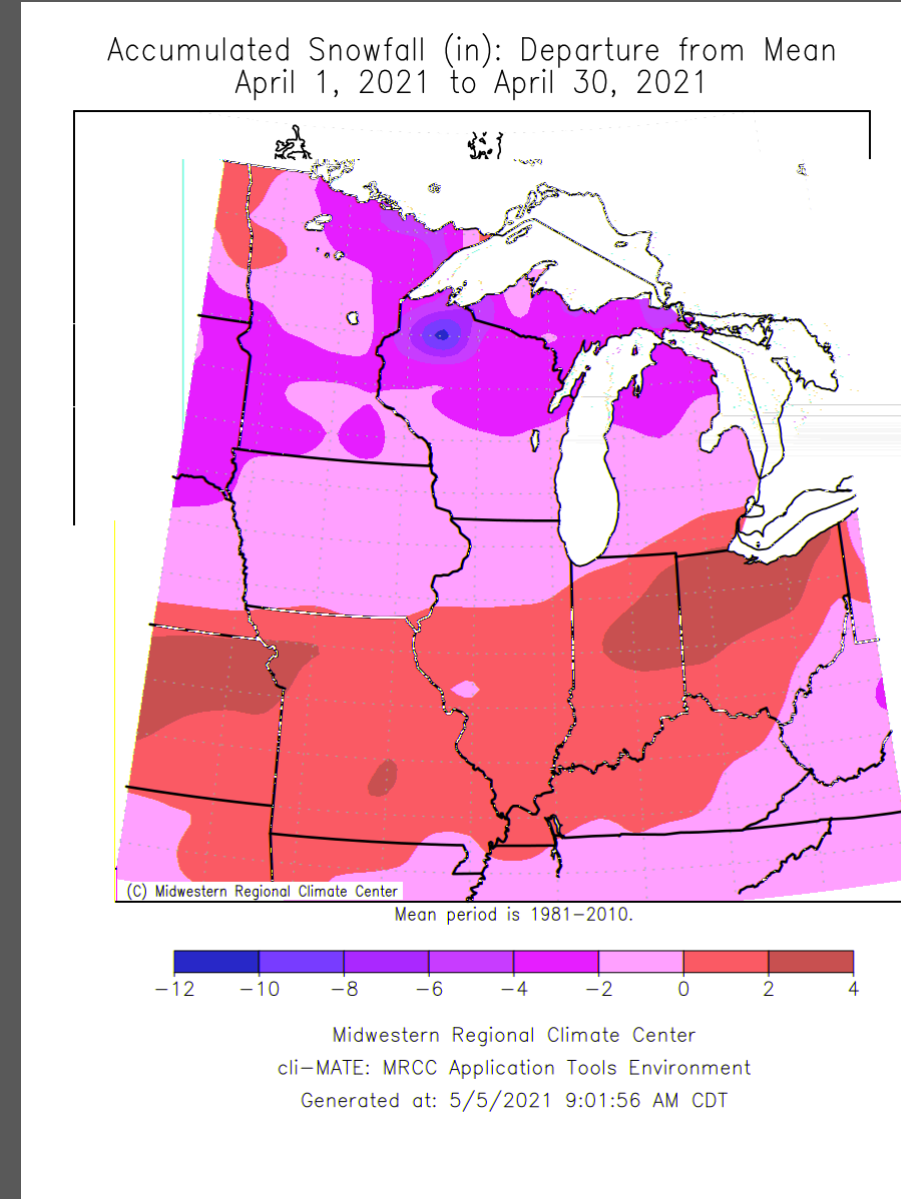 Accumulated Snowfall (in): Departure from Mean
April 1, 2021 to April 30, 2021
(C) Midwestern Regional Climate Center
Mean period is 1981-2010.
-12 -10 -8 -6 -4 -2 0 2 4
Midwestern Regional Climate Center
cli-MATE: MRCC Application Tools Environment
Generated at: 5/5/2021 9:01:56 AM CDT